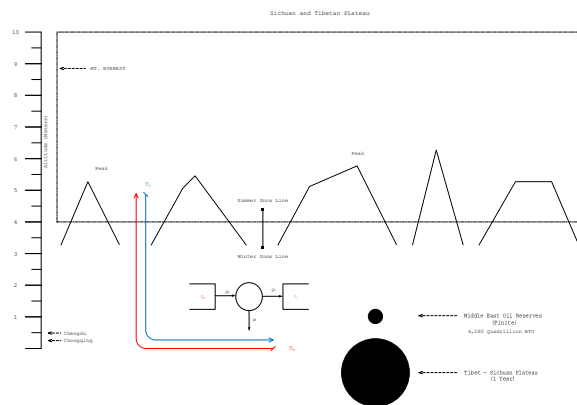 Sichuan and Tibetan Plateau
10
9
MT. EVEREST
8
7
Altitude (Meters)
6
Peak
Peak
5
Summer Snow Line
4
3
Winter Snow Line
2
1
Middle East Oil Reserves
(Finite)
6,380 Quadrillion BTU
Chengdu
Chongqing
Tibet - Sichuan Plateau
(1 Year)